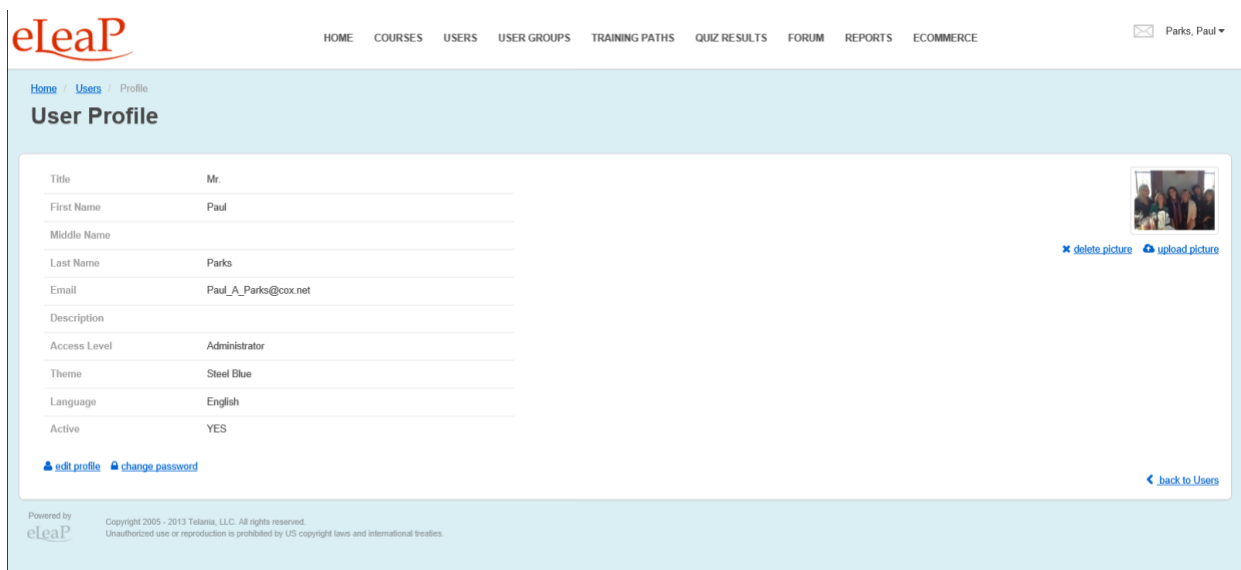 eLeaP
HOME COURSES USERS USER GROUPS TRAINING PATHS QUIZ RESULTS FORUM REPORTS ECOMMERCE
Parks, Paul
Home / Users / Profile
User Profile
Title Mr.
First Name Paul
Middle Name
Last Name Parks
Email Paul_A_Parks@cox.net
Description
Access Level Administrator
Theme Steel Blue
Language English
Active YES
delete picture upload picture
edit profile change password
back to Users
Powered by
eLeaP
Copyright 2005 - 2013 Telania, LLC. All rights reserved.
Unauthorized use or reproduction is prohibited by US copyright laws and international treaties.